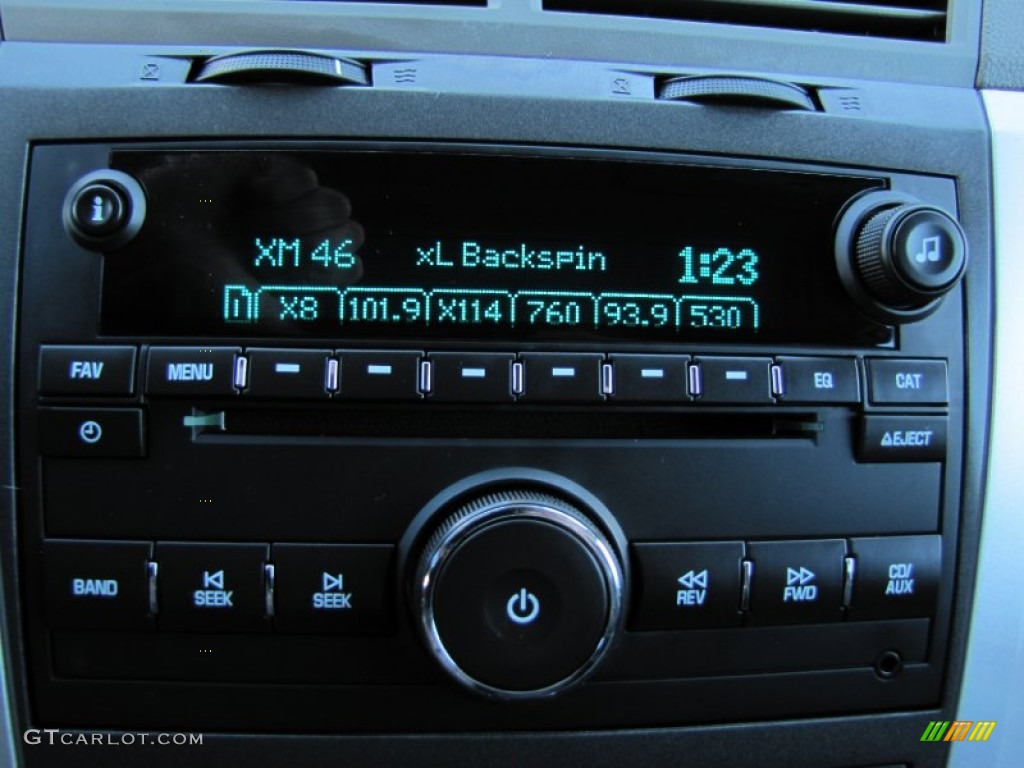 i
XM 46 xL Backspin 1:23
1 X8 101.9 X114 760 93.9 530
FAV MENU EQ CAT
EJECT
BAND SEEK SEEK REV FWD CD/
AUX
GTCARLOT.COM